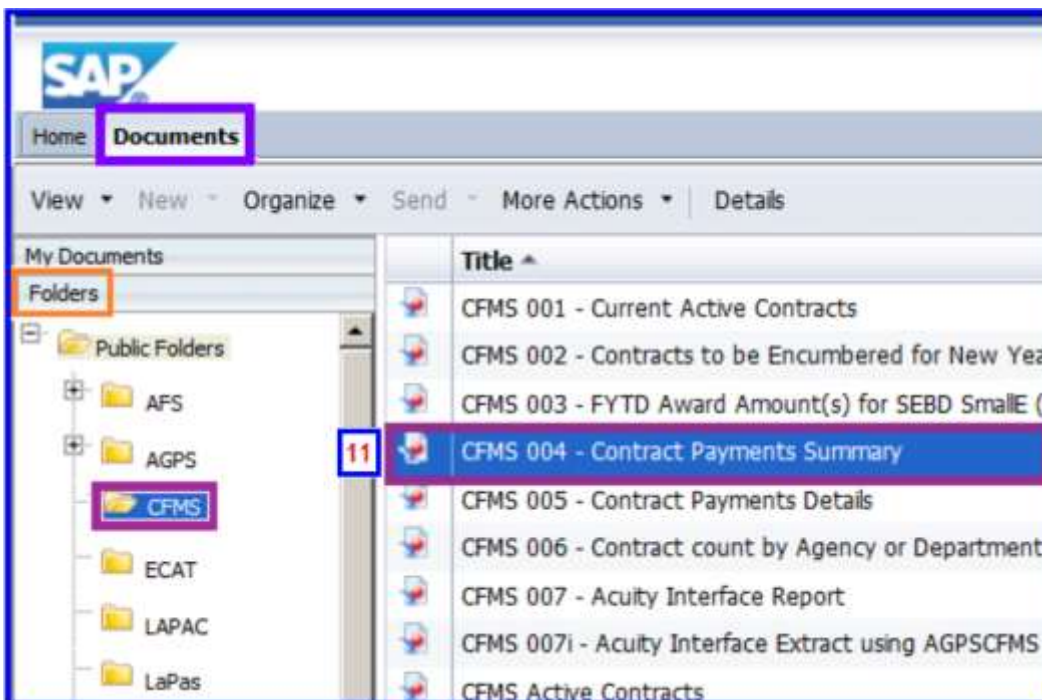 SAP
Home Documents
View New Organize Send More Actions Details
My Documents
Folders
Public Folders
AFS
AGPS
CFMS
ECAT
LAPAC
LaPas
Title
CFMS 001 - Current Active Contracts
CFMS 002 - Contracts to be Encumbered for New Yea
CFMS 003 - FYTD Award Amount(s) for SEBD SmallE (
11 CFMS 004 - Contract Payments Summary
CFMS 005 - Contract Payments Details
CFMS 006 - Contract count by Agency or Department
CFMS 007 - Acuity Interface Report
CFMS 007i - Acuity Interface Extract using AGPSCFMS
CFMS Active Contracts